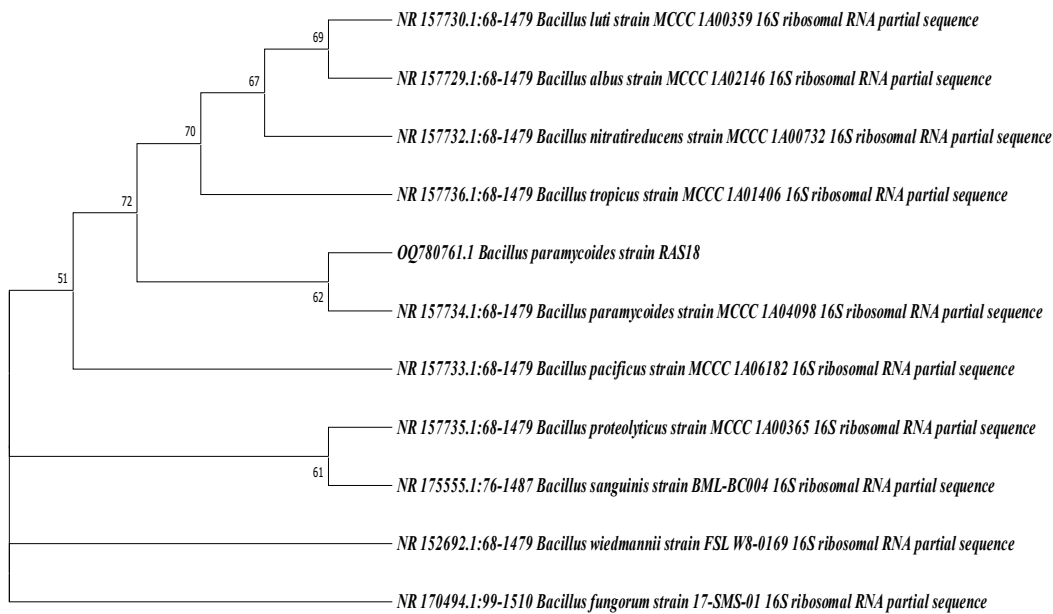 NR 157730.1:68-1479 Bacillus luti strain MCCC 1A00359 16S ribosomal RNA partial sequence
69
NR 157729.1:68-1479 Bacillus albus strain MCCC 1A02146 16S ribosomal RNA partial sequence
67
NR 157732.1:68-1479 Bacillus nitratireducens strain MCCC 1A00732 16S ribosomal RNA partial sequence
70
NR 157736.1:68-1479 Bacillus tropicus strain MCCC 1A01406 16S ribosomal RNA partial sequence
72
OQ780761.1 Bacillus paramycoides strain RAS18
51
62
NR 157734.1:68-1479 Bacillus paramycoides strain MCCC 1A04098 16S ribosomal RNA partial sequence
NR 157733.1:68-1479 Bacillus pacificus strain MCCC 1A06182 16S ribosomal RNA partial sequence
NR 157735.1:68-1479 Bacillus proteolyticus strain MCCC 1A00365 16S ribosomal RNA partial sequence
61
NR 175555.1:76-1487 Bacillus sanguinis strain BML-BC004 16S ribosomal RNA partial sequence
NR 152692.1:68-1479 Bacillus wiedmannii strain FSL W8-0169 16S ribosomal RNA partial sequence
NR 170494.1:99-1510 Bacillus fungorum strain 17-SMS-01 16S ribosomal RNA partial sequence